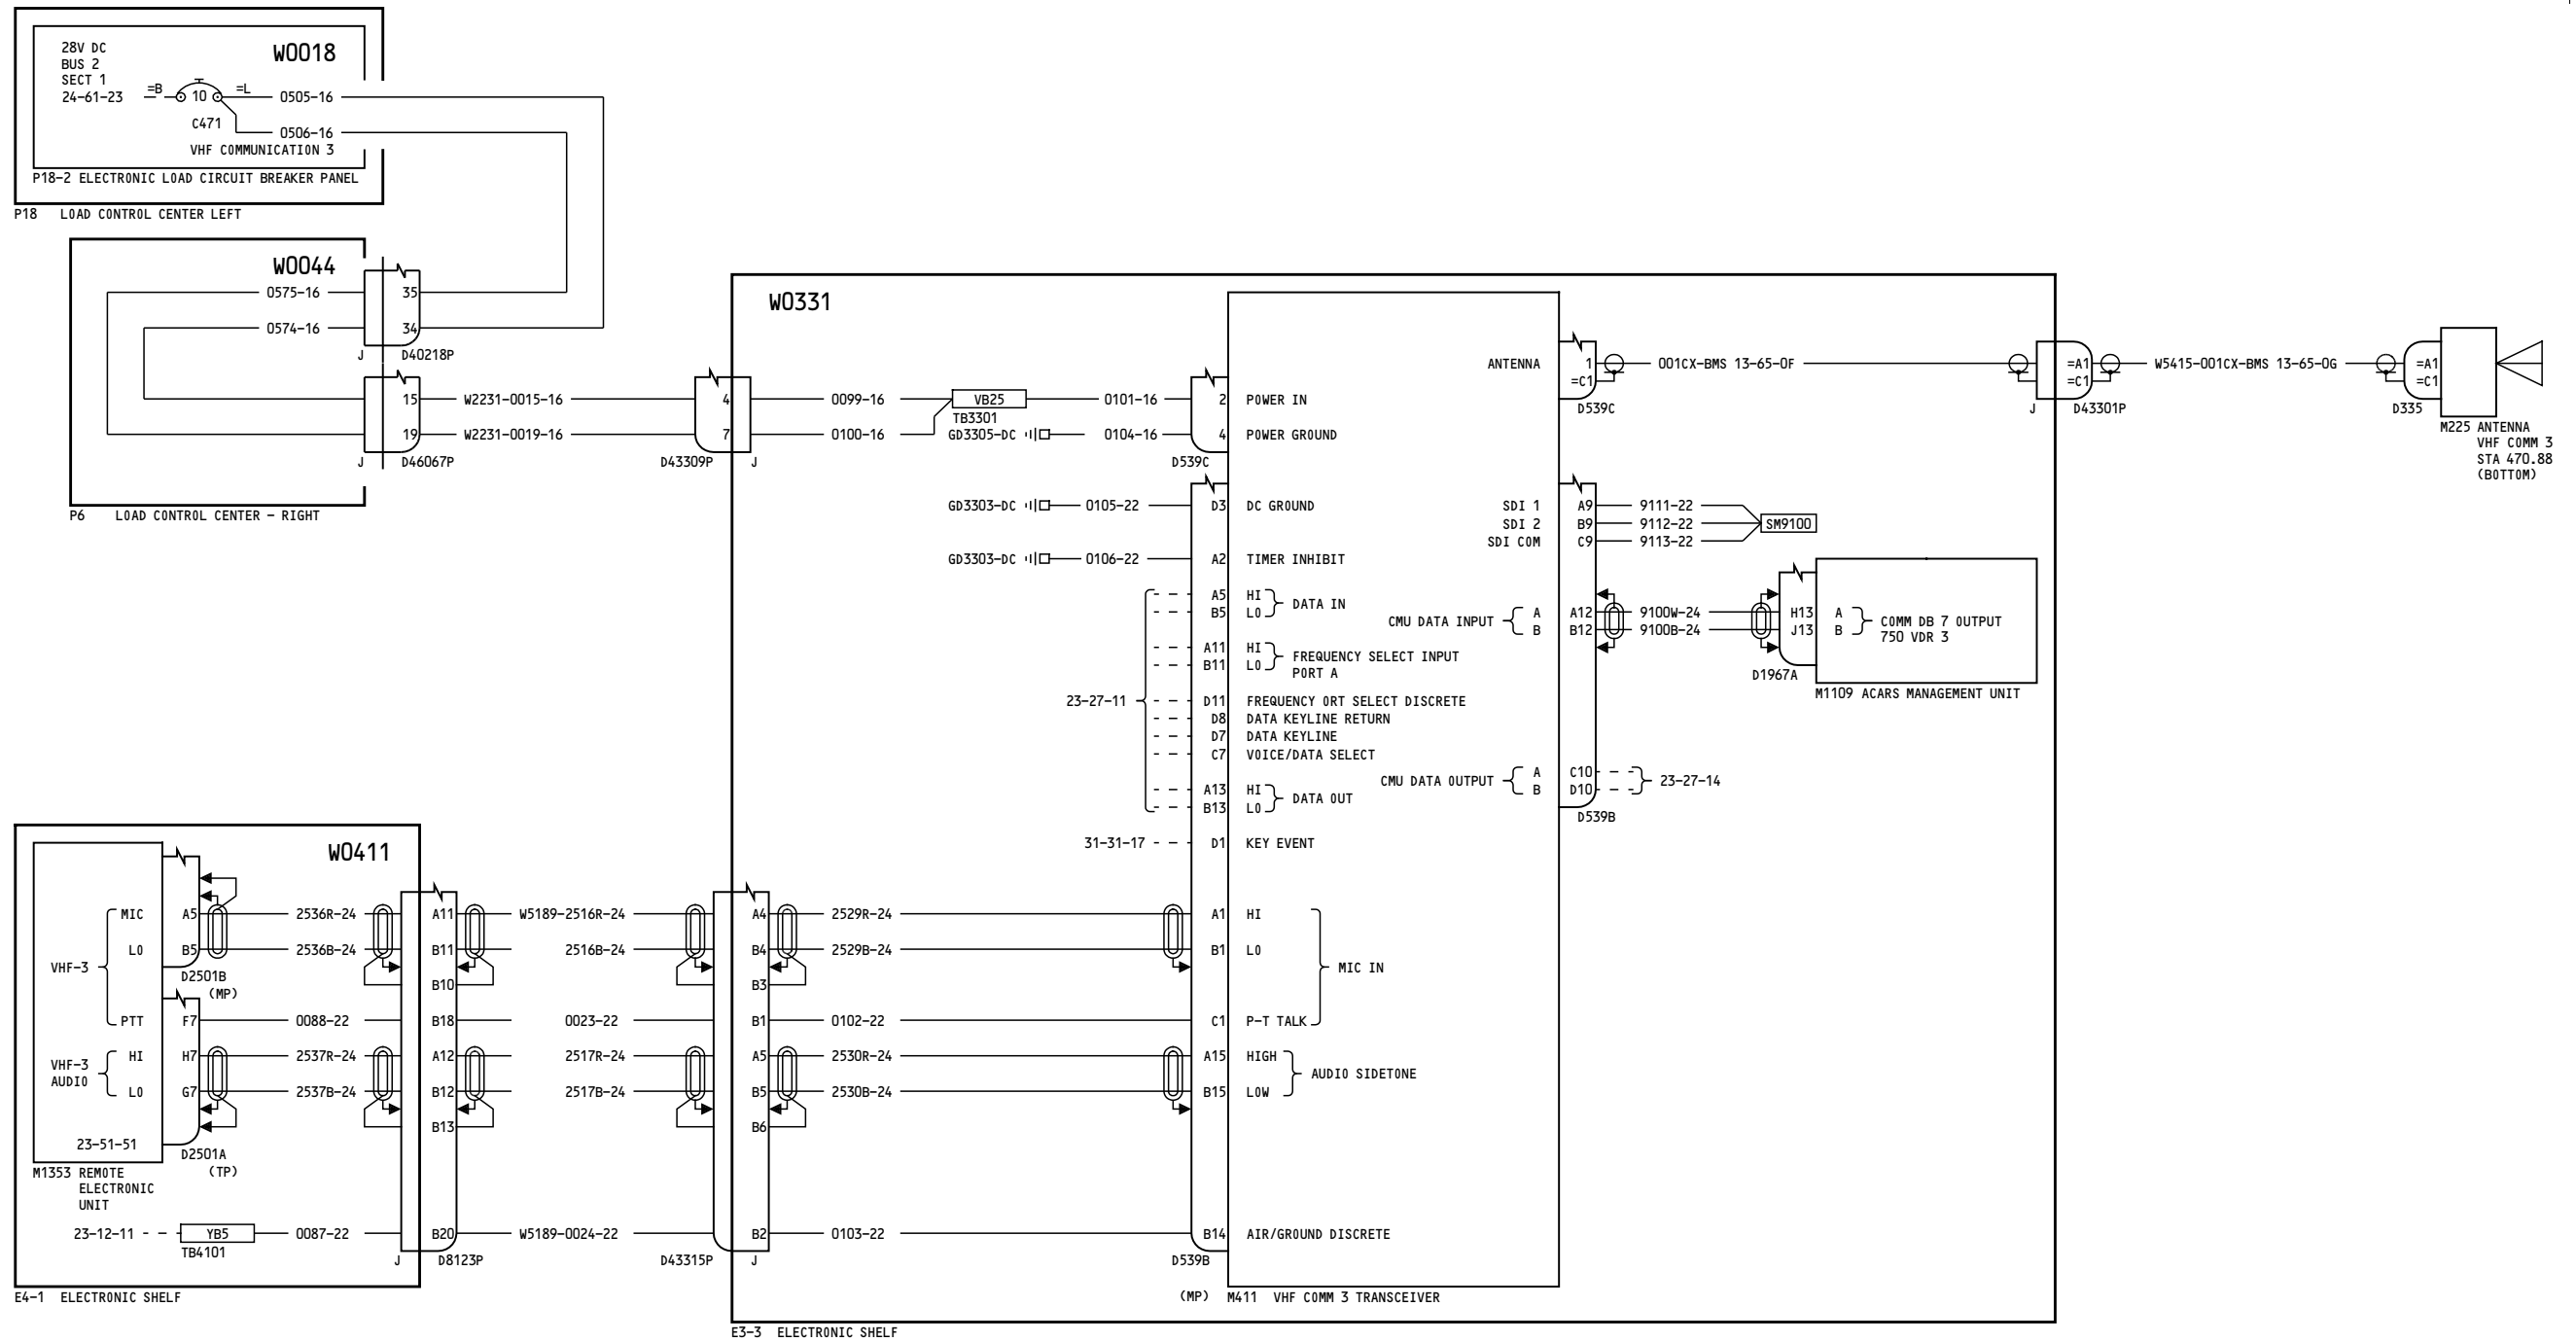 28V DC
BUS 2
SECT 1
24-61-23
W0018
=B
10
=L
0505-16
C471
0506-16
VHF COMMUNICATION 3
P18-2 ELECTRONIC LOAD CIRCUIT BREAKER PANEL
P18 LOAD CONTROL CENTER LEFT
W0044
0575-16
35
0574-16
34
J
D40218P
15
W2231-0015-16
19
W2231-0019-16
J
D46067P
P6 LOAD CONTROL CENTER - RIGHT
W0331
4
0099-16
VB25
TB3301
0101-16
2
POWER IN
7
0100-16
GD3305-DC
0104-16
4
POWER GROUND
D43309P
J
D539C
GD3303-DC
0105-22
D3
DC GROUND
GD3303-DC
0106-22
A2
TIMER INHIBIT
A5 HI
B5 LO
DATA IN
A11 HI
B11 LO
FREQUENCY SELECT INPUT
PORT A
23-27-11
D11 FREQUENCY ORT SELECT DISCRETE
D8 DATA KEYLINE RETURN
D7 DATA KEYLINE
C7 VOICE/DATA SELECT
A13 HI
B13 LO
DATA OUT
31-31-17
D1 KEY EVENT
ANTENNA
1
=C1
D539C
001CX-BMS 13-65-0F
=A1
=C1
J
D43301P
W5415-001CX-BMS 13-65-0G
=A1
=C1
D335
M225 ANTENNA
VHF COMM 3
STA 470.88
(BOTTOM)
SDI 1 A9 9111-22
SDI 2 B9 9112-22
SDI COM C9 9113-22
SM9100
CMU DATA INPUT
A A12 9100W-24 H13 A
B B12 9100B-24 J13 B
COMM DB 7 OUTPUT
750 VDR 3
D1967A
M1109 ACARS MANAGEMENT UNIT
CMU DATA OUTPUT
A C10
B D10
23-27-14
D539B
W0411
VHF-3
MIC A5 2536R-24 A11 W5189-2516R-24 A4 2529R-24 A1 HI
LO B5 2536B-24 B11 2516B-24 B4 2529B-24 B1 LO
MIC IN
D2501B
(MP)
B10
B3
PTT F7 0088-22 B18 0023-22 B1 0102-22 C1 P-T TALK
VHF-3
AUDIO
HI H7 2537R-24 A12 2517R-24 A5 2530R-24 A15 HIGH
LO G7 2537B-24 B12 2517B-24 B5 2530B-24 B15 LOW
AUDIO SIDETONE
B13
B6
23-51-51
D2501A
(TP)
M1353 REMOTE
ELECTRONIC
UNIT
23-12-11
YB5
TB4101
0087-22
B20
W5189-0024-22
B2
0103-22
B14
AIR/GROUND DISCRETE
J
D8123P
D43315P
J
D539B
E4-1 ELECTRONIC SHELF
(MP) M411 VHF COMM 3 TRANSCEIVER
E3-3 ELECTRONIC SHELF